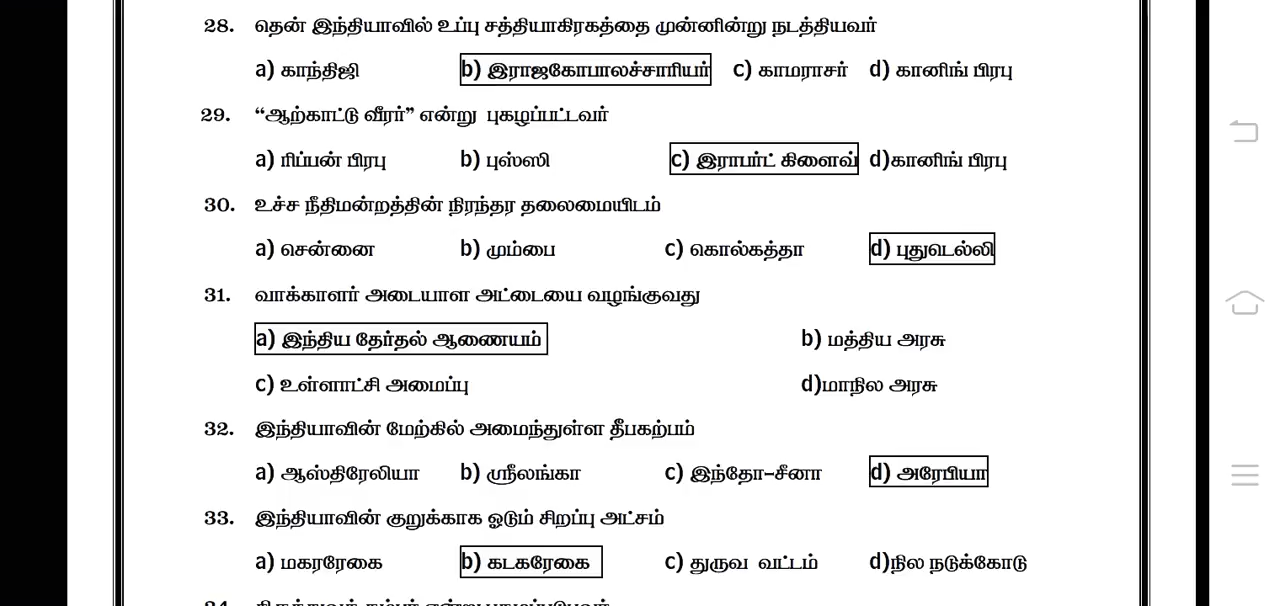 28. தென் இந்தியாவில் உப்பு சத்தியாகிரகத்தை முன்னின்று நடத்தியவர்
a) காந்திஜி b) இராஜகோபாலச்சாரியர் c) காமராசர் d) கானிங் பிரபு
29. “ஆற்காட்டு வீரர்” என்று புகழப்பட்டவர்
a) ரிப்பன் பிரபு b) புஸ்ஸி c) இராபர்ட் கிளைவ் d)கானிங் பிரபு
30. உச்ச நீதிமன்றத்தின் நிரந்தர தலைமையிடம்
a) சென்னை b) மும்பை c) கொல்கத்தா d) புதுடெல்லி
31. வாக்காளர் அடையாள அட்டையை வழங்குவது
a) இந்திய தேர்தல் ஆணையம் b) மத்திய அரசு
c) உள்ளாட்சி அமைப்பு d)மாநில அரசு
32. இந்தியாவின் மேற்கில் அமைந்துள்ள தீபகற்பம்
a) ஆஸ்திரேலியா b) ஸ்ரீலங்கா c) இந்தோ-சீனா d) அரேபியா
33. இந்தியாவின் குறுக்காக ஓடும் சிறப்பு அட்சம்
a) மகரரேகை b) கடகரேகை c) துருவ வட்டம் d)நில நடுக்கோடு